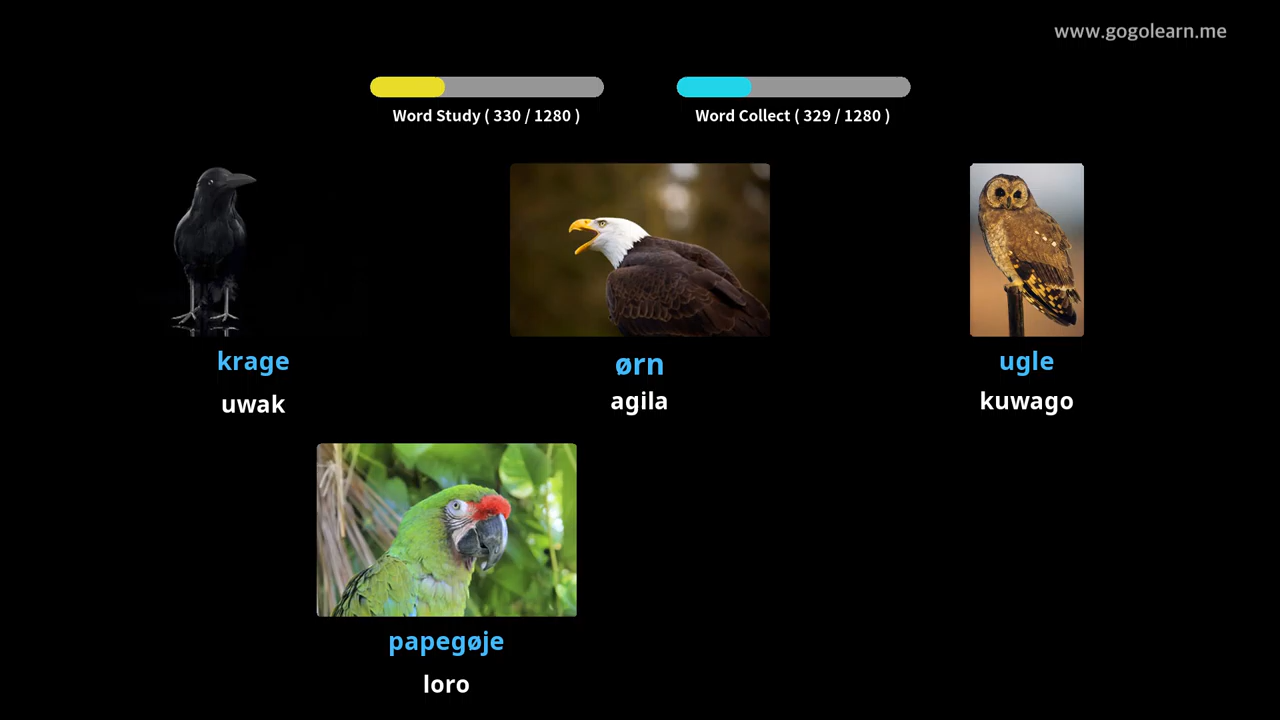 www.gogolearn.me
Word Study ( 330 / 1280 )
Word Collect ( 329 / 1280 )
krage
uwak
ørn
agila
ugle
kuwago
papegøje
loro